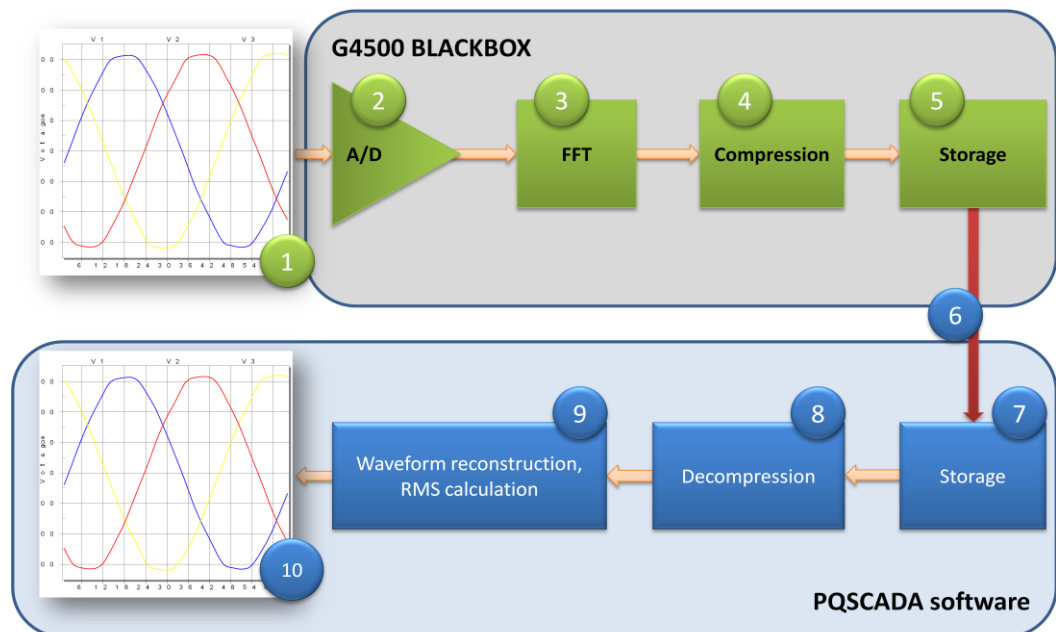 V 1 V 2 V 3
G4500 BLACKBOX
2
3
4
5
A/D
FFT
Compression
Storage
1
6
V 1 V 2 V 3
9
8
7
Waveform reconstruction,
RMS calculation
Decompression
Storage
10
PQSCADA software